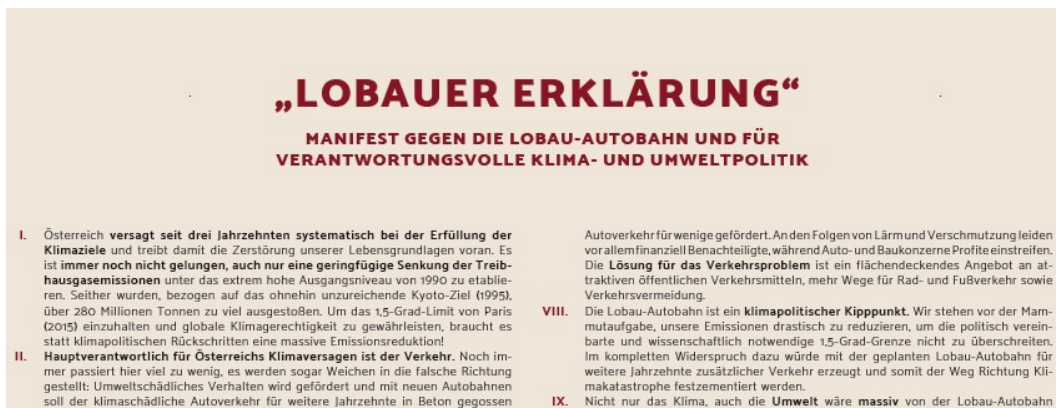 „LOBAUER ERKLÄRUNG“
MANIFEST GEGEN DIE LOBAU-AUTOBAHN UND FÜR
VERANTWORTUNGSVOLLE KLIMA- UND UMWELTPOLITIK
I. Österreich versagt seit drei Jahrzehnten systematisch bei der Erfüllung der
Klimaziele und treibt damit die Zerstörung unserer Lebensgrundlagen voran. Es
ist immer noch nicht gelungen, auch nur eine geringfügige Senkung der Treib-
hausgasemissionen unter das extrem hohe Ausgangsniveau von 1990 zu etablie-
ren. Seither wurden, bezogen auf das ohnehin unzureichende Kyoto-Ziel (1995),
über 280 Millionen Tonnen zu viel ausgestoßen. Um das 1,5-Grad-Limit von Paris
(2015) einzuhalten und globale Klimagerechtigkeit zu gewährleisten, braucht es
statt klimapolitischen Rückschritten eine massive Emissionsreduktion!
II. Hauptverantwortlich für Österreichs Klimaversagen ist der Verkehr. Noch im-
mer passiert hier viel zu wenig, es werden sogar Weichen in die falsche Richtung
gestellt: Umweltschädliches Verhalten wird gefördert und mit neuen Autobahnen
soll der klimaschädliche Autoverkehr für weitere Jahrzehnte in Beton gegossen
Autoverkehr für wenige gefördert. An den Folgen von Lärm und Verschmutzung leiden
vor allem finanziell Benachteiligte, während Auto- und Baukonzerne Profite einstreifen.
Die Lösung für das Verkehrsproblem ist ein flächendeckendes Angebot an at-
traktiven öffentlichen Verkehrsmitteln, mehr Wege für Rad- und Fußverkehr sowie
Verkehrsvermeidung.
VIII. Die Lobau-Autobahn ist ein klimapolitischer Kipppunkt. Wir stehen vor der Mam-
mutaufgabe, unsere Emissionen drastisch zu reduzieren, um die politisch verein-
barte und wissenschaftlich notwendige 1,5-Grad-Grenze nicht zu überschreiten.
Im kompletten Widerspruch dazu würde mit der geplanten Lobau-Autobahn für
weitere Jahrzehnte zusätzlicher Verkehr erzeugt und somit der Weg Richtung Kli-
makatastrophe festzementiert werden.
IX. Nicht nur das Klima, auch die Umwelt wäre massiv von der Lobau-Autobahn